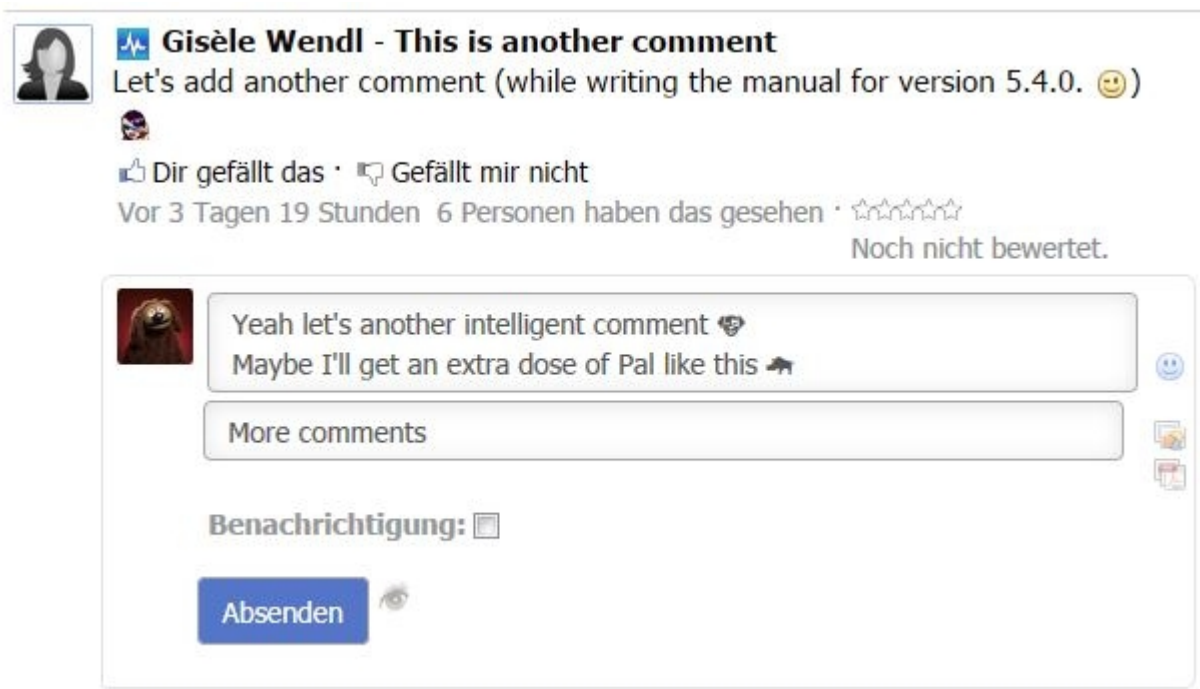 Gisèle Wendl - This is another comment
Let's add another comment (while writing the manual for version 5.4.0. )
Dir gefällt das · Gefällt mir nicht
Vor 3 Tagen 19 Stunden 6 Personen haben das gesehen ·
Noch nicht bewertet.
Yeah let's another intelligent comment
Maybe I'll get an extra dose of Pal like this
More comments
Benachrichtigung:
Absenden